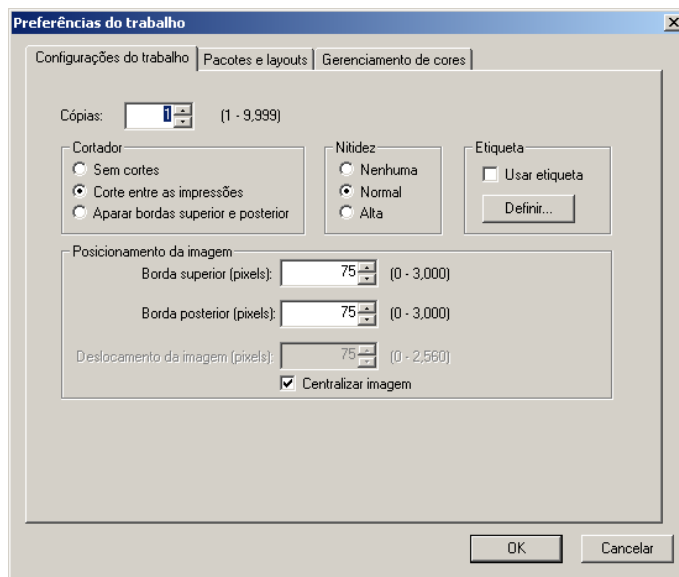 Preferências do trabalho
Configurações do trabalho Pacotes e layouts Gerenciamento de cores
Cópias: 1 (1 - 9,999)
Cortador
Sem cortes
Corte entre as impressões
Aparar bordas superior e posterior
Nitidez
Nenhuma
Normal
Alta
Etiqueta
Usar etiqueta
Definir...
Posicionamento da imagem
Borda superior (pixels): 75 (0 - 3,000)
Borda posterior (pixels): 75 (0 - 3,000)
Deslocamento da imagem (pixels): 75 (0 - 2,560)
Centralizar imagem
OK Cancelar